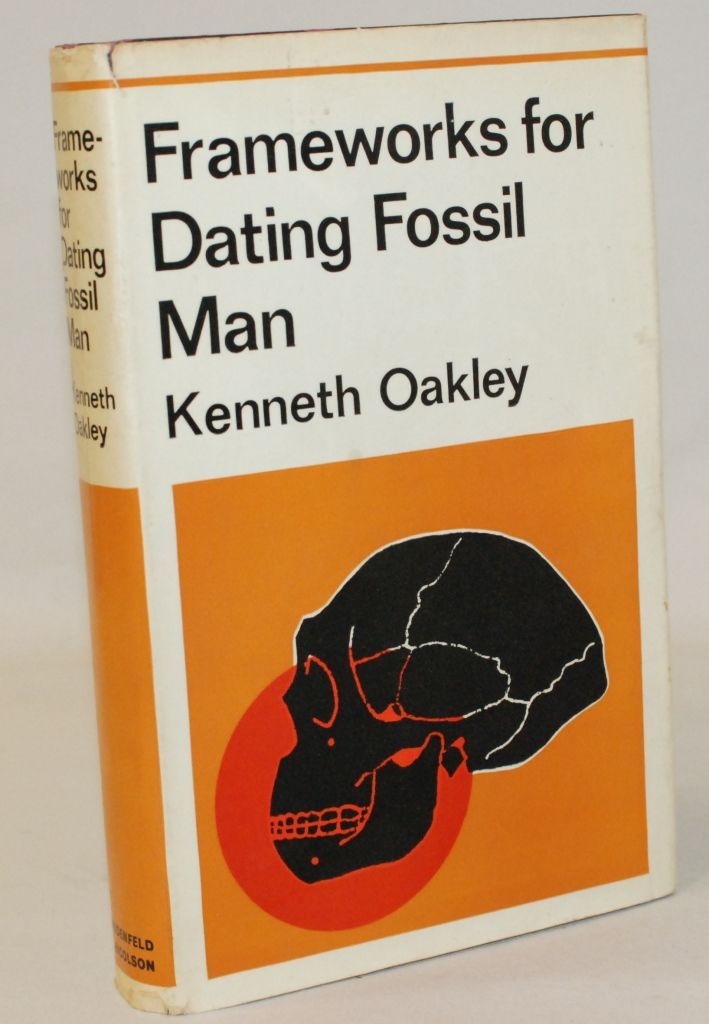 Frameworks for
Dating Fossil
Man
Kenneth Oakley
Frame-
works
for
Dating
Fossil
Man
Kenneth
Oakley